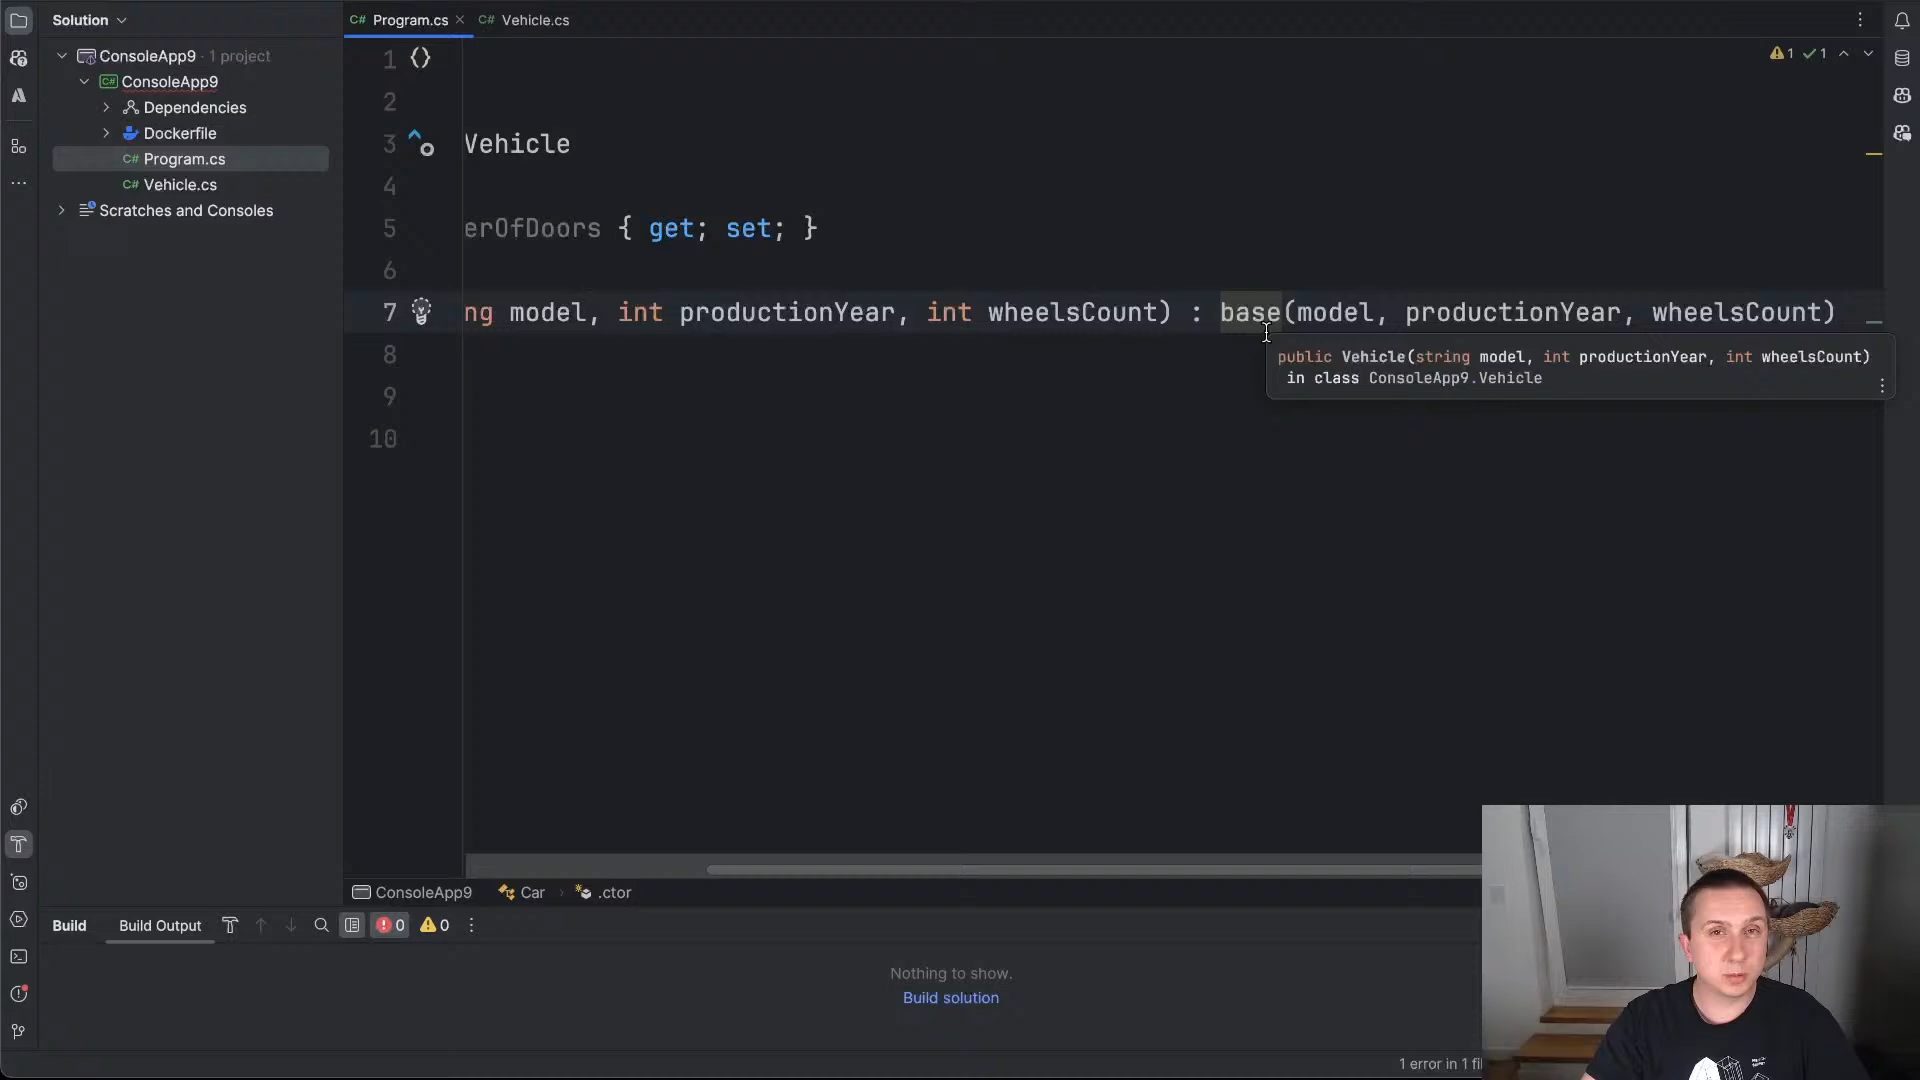 Solution
Program.cs
Vehicle.cs
ConsoleApp9 · 1 project
ConsoleApp9
Dependencies
Dockerfile
Program.cs
Vehicle.cs
Scratches and Consoles
1 {}
1
1
2
3 Vehicle
4
5 erOfDoors { get; set; }
6
7 ng model, int productionYear, int wheelsCount) : base(model, productionYear, wheelsCount)
public Vehicle(string model, int productionYear, int wheelsCount)
in class ConsoleApp9.Vehicle
8
9
10
ConsoleApp9 Car .ctor
Build Build Output 0 0
Nothing to show.
Build solution
1 error in 1 fil